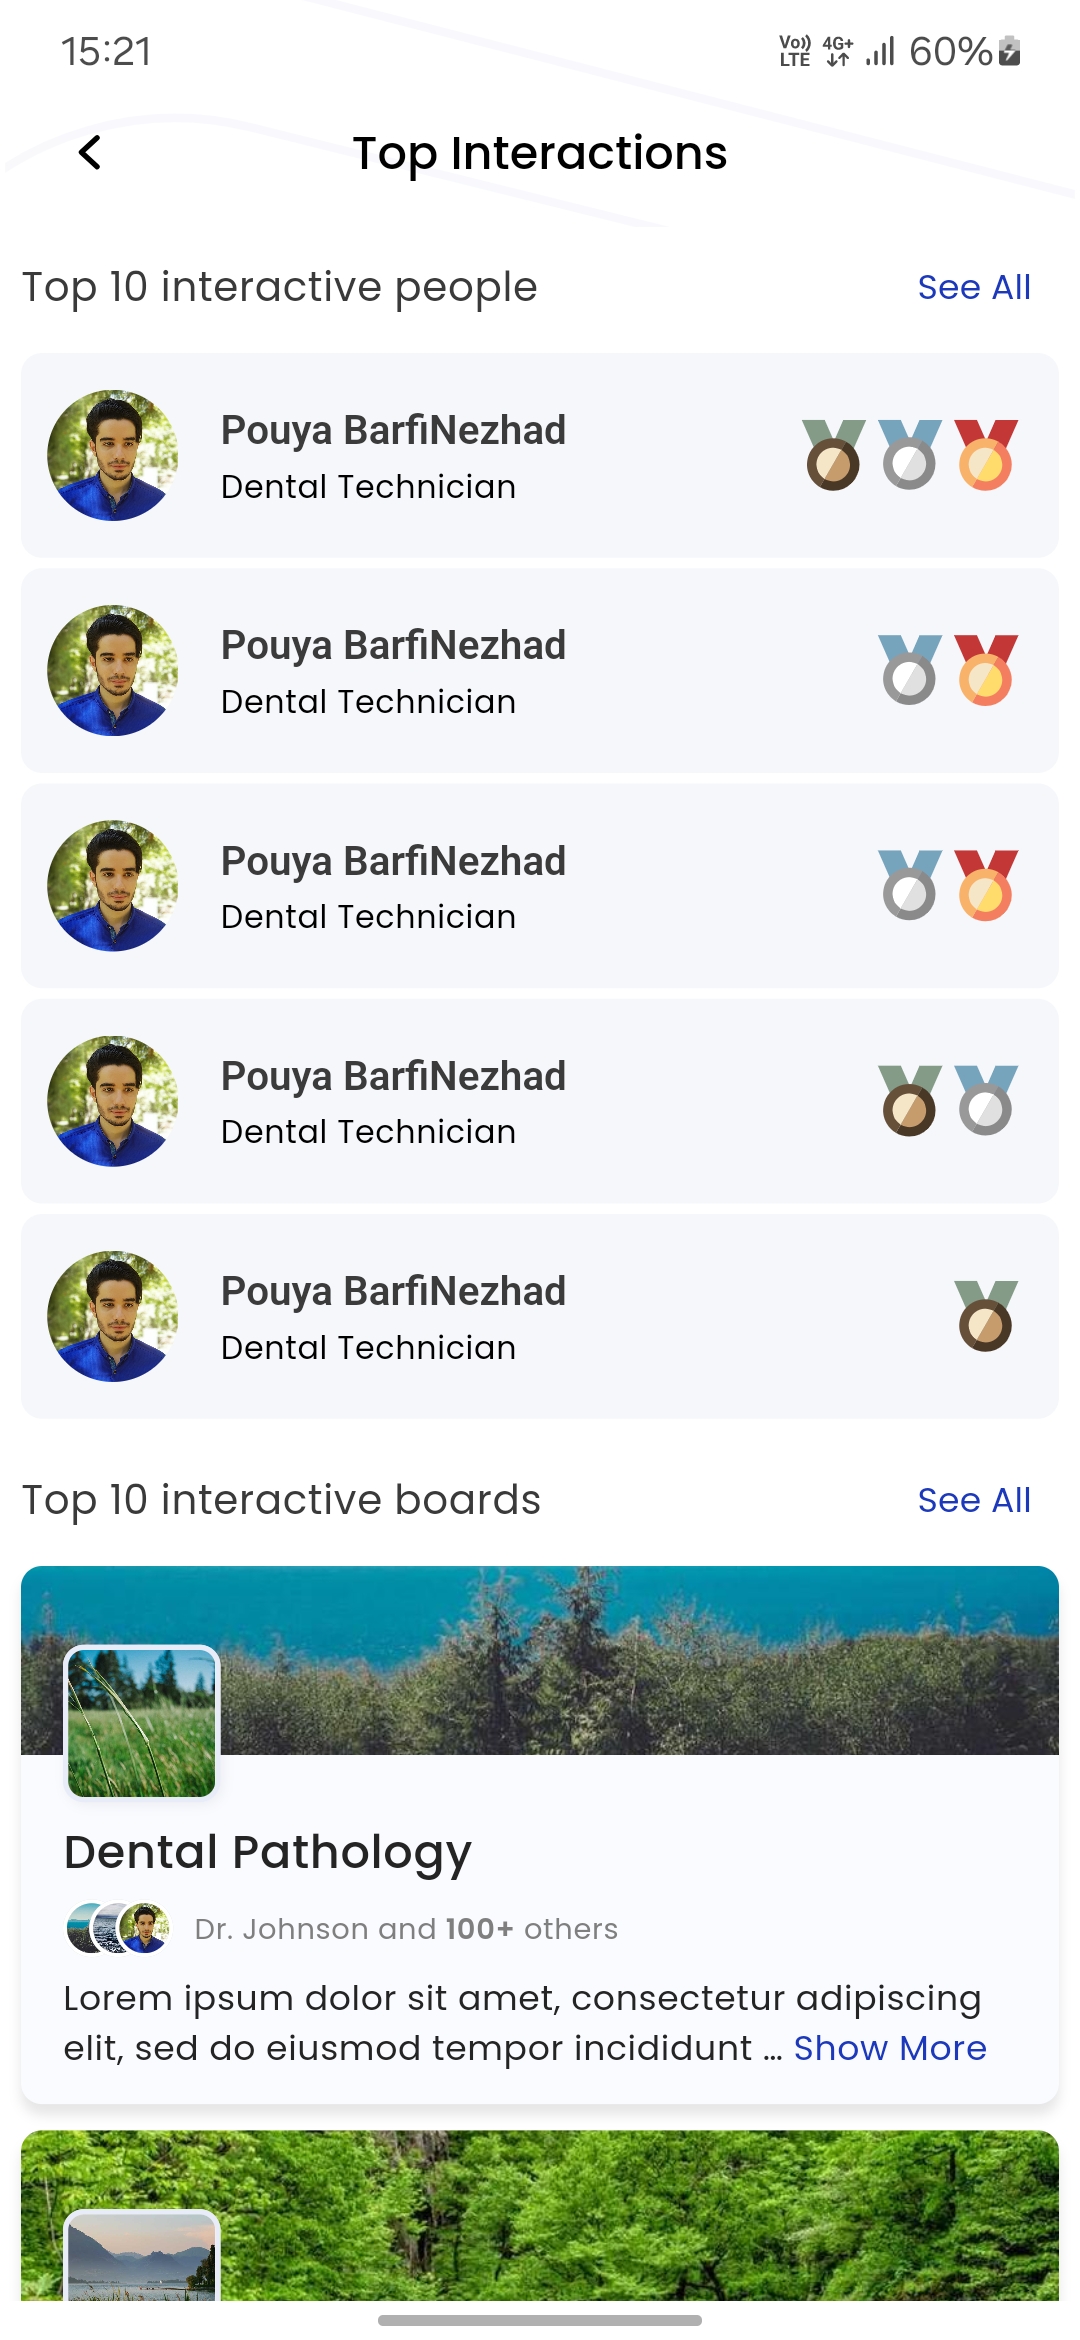 15:21
Vo)) LTE 4G+ 60%
Top Interactions
Top 10 interactive people See All
Pouya BarfiNezhad
Dental Technician
Pouya BarfiNezhad
Dental Technician
Pouya BarfiNezhad
Dental Technician
Pouya BarfiNezhad
Dental Technician
Pouya BarfiNezhad
Dental Technician
Top 10 interactive boards See All
Dental Pathology
Dr. Johnson and 100+ others
Lorem ipsum dolor sit amet, consectetur adipiscing
elit, sed do eiusmod tempor incididunt ... Show More